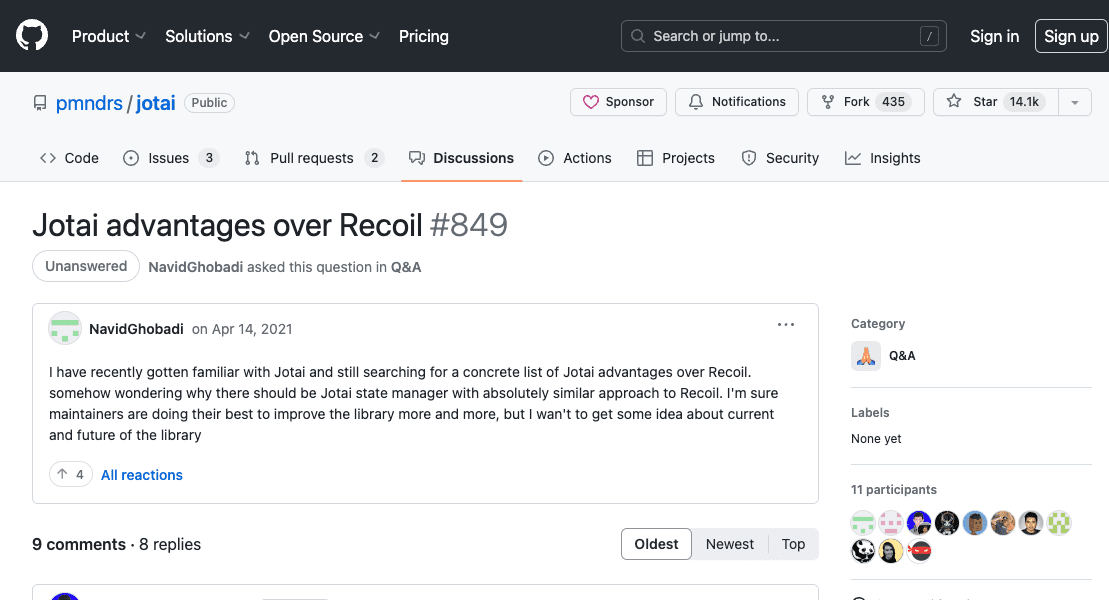 Product Solutions Open Source Pricing Search or jump to... / Sign in Sign up
pmndrs / jotai Public Sponsor Notifications Fork 435 Star 14.1k
Code Issues 3 Pull requests 2 Discussions Actions Projects Security Insights
Jotai advantages over Recoil #849
Unanswered NavidGhobadi asked this question in Q&A
NavidGhobadi on Apr 14, 2021
I have recently gotten familiar with Jotai and still searching for a concrete list of Jotai advantages over Recoil.
somehow wondering why there should be Jotai state manager with absolutely similar approach to Recoil. I'm sure
maintainers are doing their best to improve the library more and more, but I wan't to get some idea about current
and future of the library
4 All reactions
9 comments · 8 replies
Oldest Newest Top
Category
Q&A
Labels
None yet
11 participants